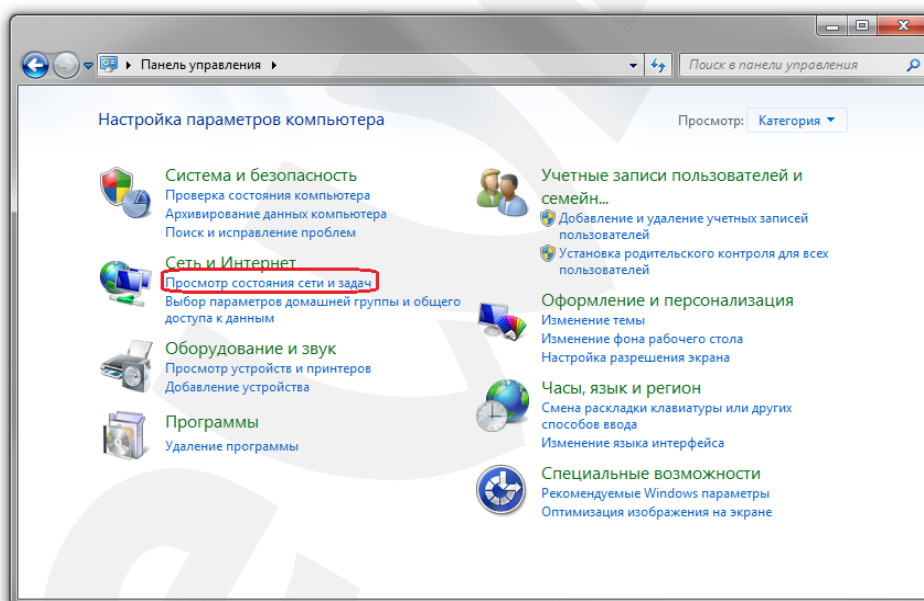 Панель управления
Поиск в панели управления
Настройка параметров компьютера
Просмотр: Категория
Система и безопасность
Проверка состояния компьютера
Архивирование данных компьютера
Поиск и исправление проблем
Сеть и Интернет
Просмотр состояния сети и задач
Выбор параметров домашней группы и общего
доступа к данным
Оборудование и звук
Просмотр устройств и принтеров
Добавление устройства
Программы
Удаление программы
Учетные записи пользователей и
семейн...
Добавление и удаление учетных записей
пользователей
Установка родительского контроля для всех
пользователей
Оформление и персонализация
Изменение темы
Изменение фона рабочего стола
Настройка разрешения экрана
Часы, язык и регион
Смена раскладки клавиатуры или других
способов ввода
Изменение языка интерфейса
Специальные возможности
Рекомендуемые Windows параметры
Оптимизация изображения на экране